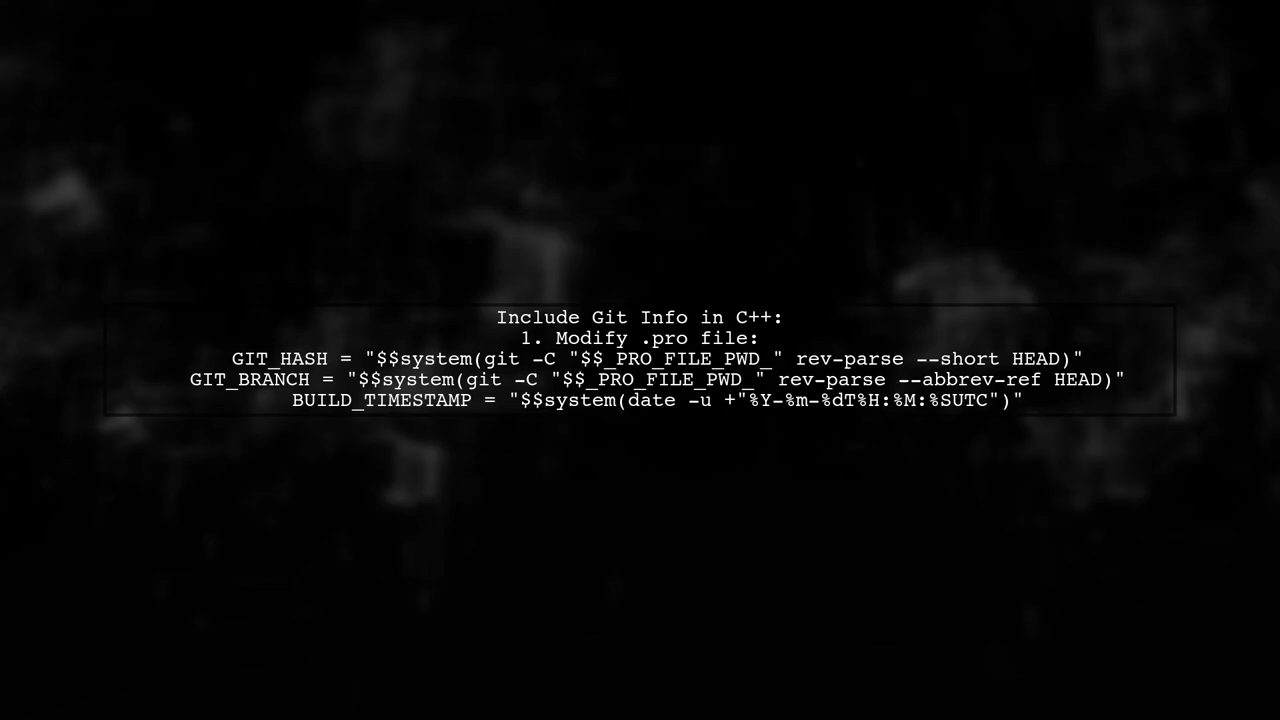 Include Git Info in C++:
1. Modify .pro file:
GIT_HASH = "$$system(git -C "$$_PRO_FILE_PWD_" rev-parse --short HEAD)"
GIT_BRANCH = "$$system(git -C "$$_PRO_FILE_PWD_" rev-parse --abbrev-ref HEAD)"
BUILD_TIMESTAMP = "$$system(date -u +"%Y-%m-%dT%H:%M:%SUTC")"